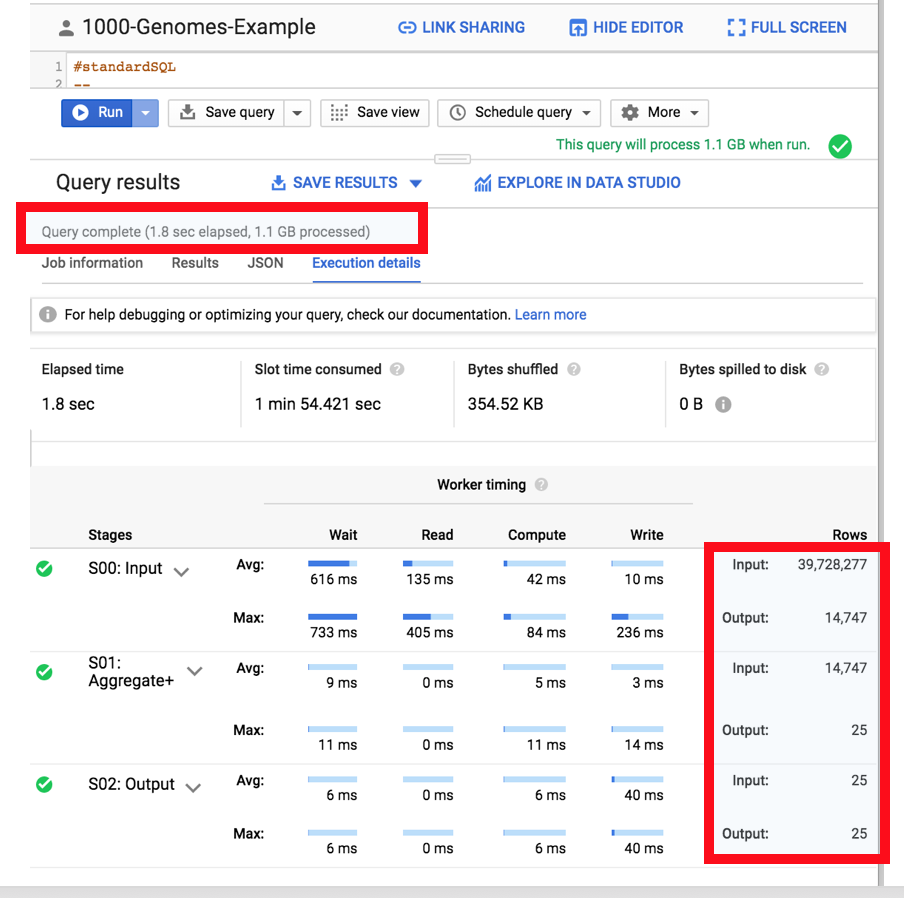 1000-Genomes-Example LINK SHARING HIDE EDITOR FULL SCREEN
1 #standardSQL
2 --
Run Save query Save view Schedule query More
This query will process 1.1 GB when run.
Query results SAVE RESULTS EXPLORE IN DATA STUDIO
Query complete (1.8 sec elapsed, 1.1 GB processed)
Job information Results JSON Execution details
For help debugging or optimizing your query, check our documentation. Learn more
Elapsed time Slot time consumed Bytes shuffled Bytes spilled to disk
1.8 sec 1 min 54.421 sec 354.52 KB 0 B
Worker timing
Stages Wait Read Compute Write Rows
S00: Input Avg: Input: 39,728,277
616 ms 135 ms 42 ms 10 ms
Max: Output: 14,747
733 ms 405 ms 84 ms 236 ms
S01: Avg: Input: 14,747
Aggregate+ 9 ms 0 ms 5 ms 3 ms
Max: Output: 25
11 ms 0 ms 11 ms 14 ms
S02: Output Avg: Input: 25
6 ms 0 ms 6 ms 40 ms
Max: Output: 25
6 ms 0 ms 6 ms 40 ms